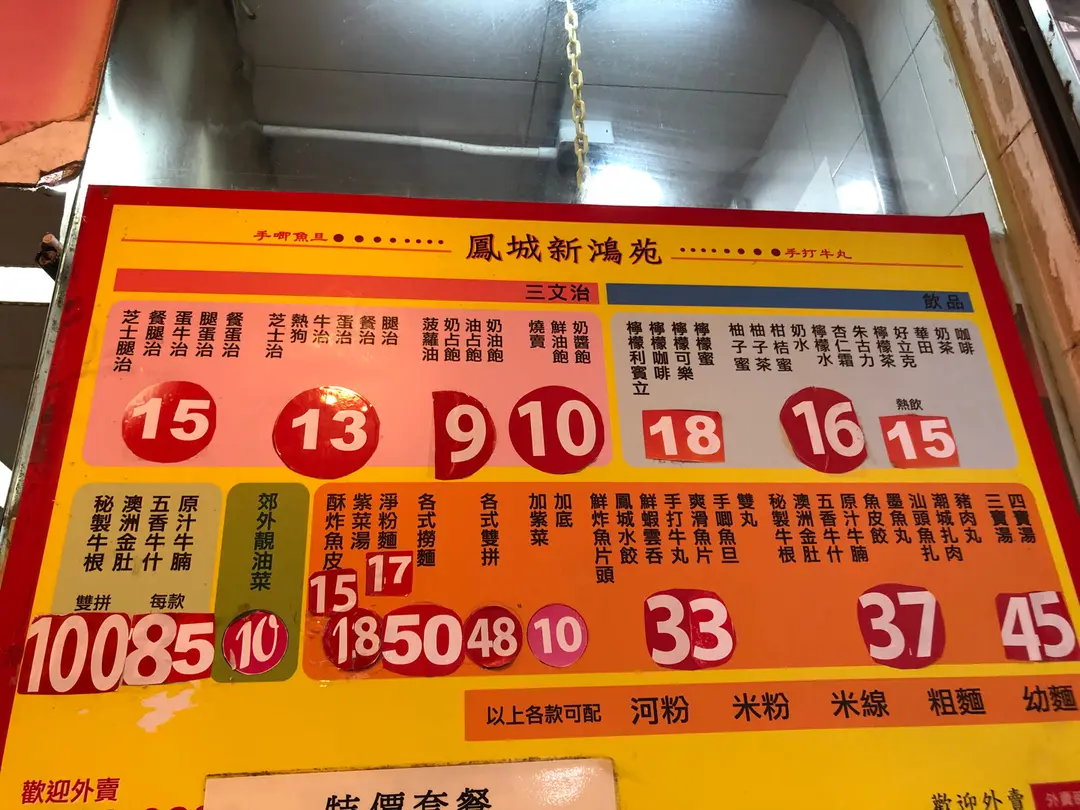 手唧魚旦
鳳城新鴻苑
手打牛丸
三文治
芝士腿治
餐腿治
蛋牛治
腿蛋治
餐蛋治
15
芝士治
熱狗
牛治
蛋治
餐治
腿治
13
菠蘿油
奶占飽
油占飽
奶油飽
9
燒賣
鮮油飽
奶醬飽
10
飲品
檸檬利賓立
檸檬咖啡
檸檬可樂
檸檬蜜
18
柚子蜜
柚子茶
柑桔蜜
奶水
檸檬水
杏仁霜
朱古力
檸檬茶
好立克
華田
奶茶
咖啡
16
熱飲
15
秘製牛根
澳洲金肚
五香牛什
原汁牛腩
雙拼
每款
100
85
郊外靚油菜
10
酥炸魚皮
紫菜湯
淨粉麵
各式撈麵
各式雙拼
加紫菜
加底
15
17
18
50
48
10
鮮炸魚片頭
鳳城水餃
鮮蝦雲吞
手打牛丸
爽滑魚片
手唧魚旦
雙丸
33
秘製牛根
澳洲金肚
五香牛什
原汁牛腩
魚皮餃
墨魚丸
汕頭魚扎
潮城扎肉
豬肉丸
37
三寶湯
四寶湯
45
以上各款可配 河粉 米粉 米線 粗麵 幼麵
歡迎外賣
特價套餐
歡迎外賣